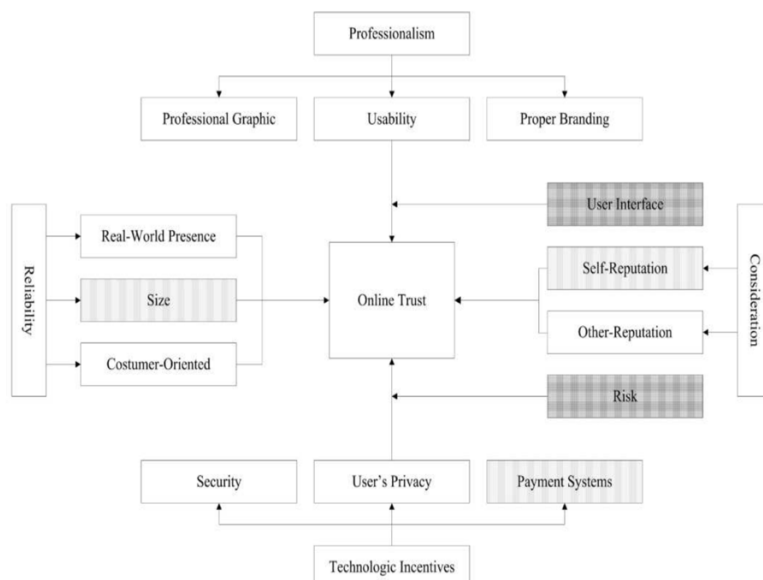 Professionalism
Professional Graphic
Usability
Proper Branding
User Interface
Reliability
Real-World Presence
Size
Costumer-Oriented
Online Trust
Self-Reputation
Other-Reputation
Consideration
Risk
Security
User's Privacy
Payment Systems
Technologic Incentives